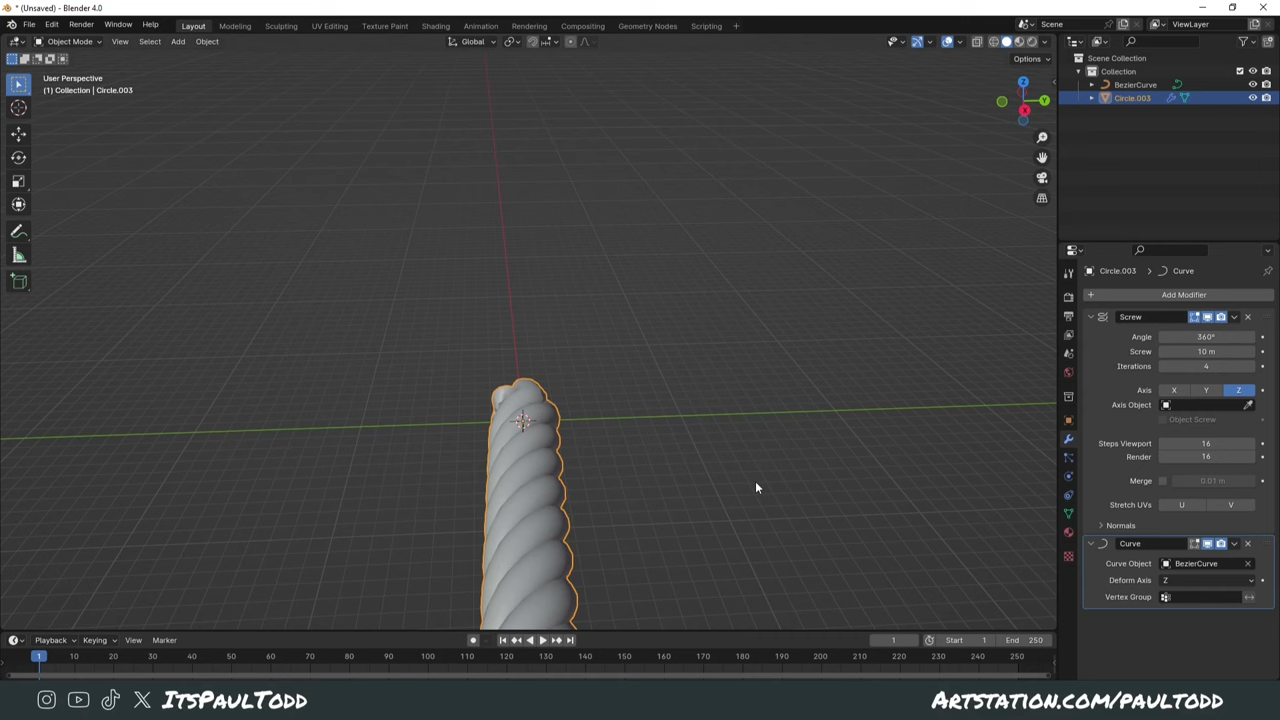 * (Unsaved) - Blender 4.0
File Edit Render Window Help Layout Modeling Sculpting UV Editing Texture Paint Shading Animation Rendering Compositing Geometry Nodes Scripting + Scene ViewLayer
Object Mode View Select Add Object Global
Options
User Perspective
(1) Collection | Circle.003
Z
Y
X
Scene Collection
Collection
BezierCurve
Circle.003
Circle.003 > Curve
+ Add Modifier
Screw
Angle 360°
Screw 10 m
Iterations 4
Axis X Y Z
Axis Object
Object Screw
Steps Viewport 16
Render 16
Merge 0.01 m
Stretch UVs U V
Normals
Curve
Curve Object BezierCurve
Deform Axis Z
Vertex Group
Playback Keying View Marker 1 Start 1 End 250
1 10 20 30 40 50 60 70 80 90 100 110 120 130 140 150 160 170 180 190 200 210 220 230 240 250
ItsPaulTodd Artstation.com/paultodd